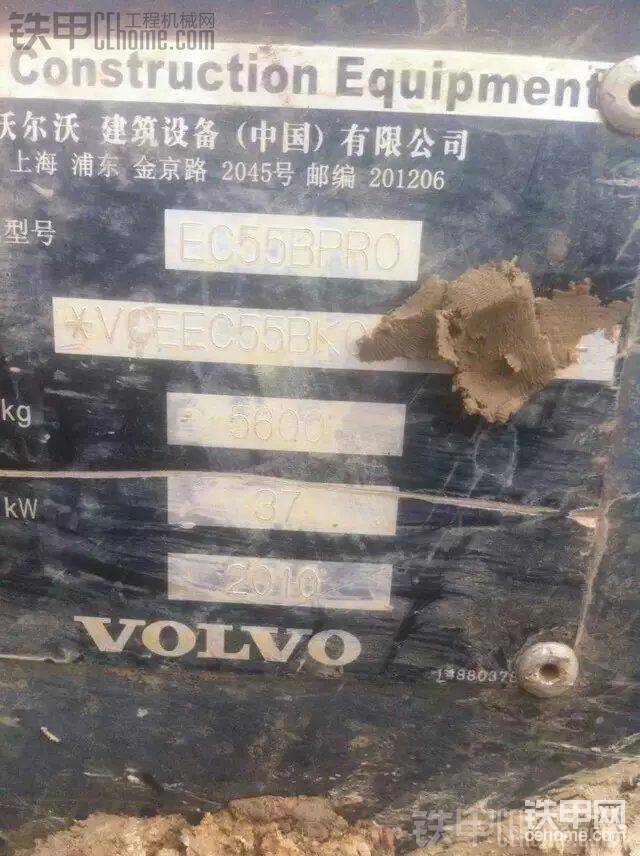 铁甲 工程机械网
CEhome.com
Construction Equipment
沃尔沃 建筑设备(中国)有限公司
上海 浦东 金京路 2045号 邮编 201206
型号 EC55BPRO
*VCEEC55BK
kg 5600
kW 37
2010
VOLVO
铁甲网
cehome.com